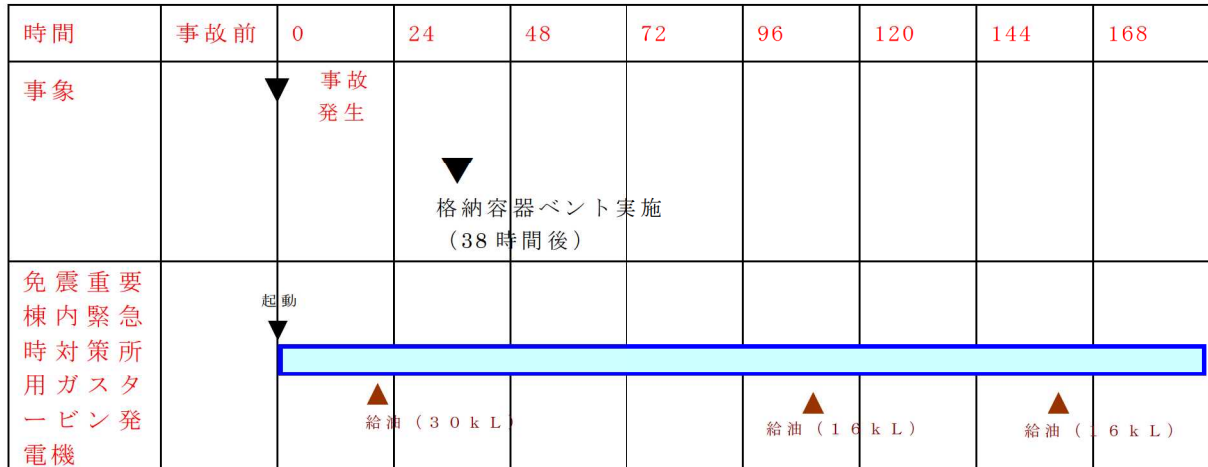 時間 事故前 0 24 48 72 96 120 144 168
事象
事故
発生
格納容器ベント実施
（38 時間後）
免震重要
棟内緊急
時対策所
用ガスタ
ービン発
電機
起動
給油（３０ｋＬ）
給油（１６ｋＬ）
給油（１６ｋＬ）